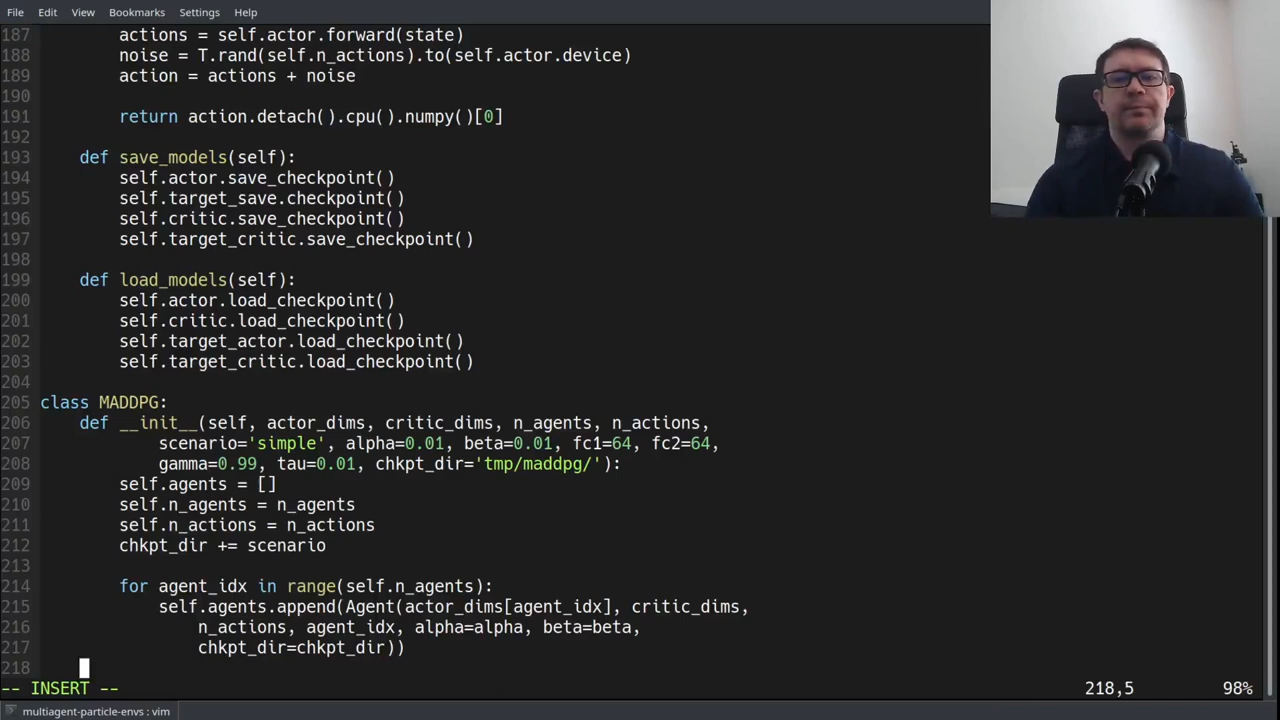 File Edit View Bookmarks Settings Help
187 actions = self.actor.forward(state)
188 noise = T.rand(self.n_actions).to(self.actor.device)
189 action = actions + noise
190
191 return action.detach().cpu().numpy()[0]
192
193 def save_models(self):
194 self.actor.save_checkpoint()
195 self.target_save.checkpoint()
196 self.critic.save_checkpoint()
197 self.target_critic.save_checkpoint()
198
199 def load_models(self):
200 self.actor.load_checkpoint()
201 self.critic.load_checkpoint()
202 self.target_actor.load_checkpoint()
203 self.target_critic.load_checkpoint()
204
205 class MADDPG:
206 def __init__(self, actor_dims, critic_dims, n_agents, n_actions,
207 scenario='simple', alpha=0.01, beta=0.01, fc1=64, fc2=64,
208 gamma=0.99, tau=0.01, chkpt_dir='tmp/maddpg/'):
209 self.agents = []
210 self.n_agents = n_agents
211 self.n_actions = n_actions
212 chkpt_dir += scenario
213
214 for agent_idx in range(self.n_agents):
215 self.agents.append(Agent(actor_dims[agent_idx], critic_dims,
216 n_actions, agent_idx, alpha=alpha, beta=beta,
217 chkpt_dir=chkpt_dir))
218
-- INSERT -- 218,5 98%
multiagent-particle-envs : vim